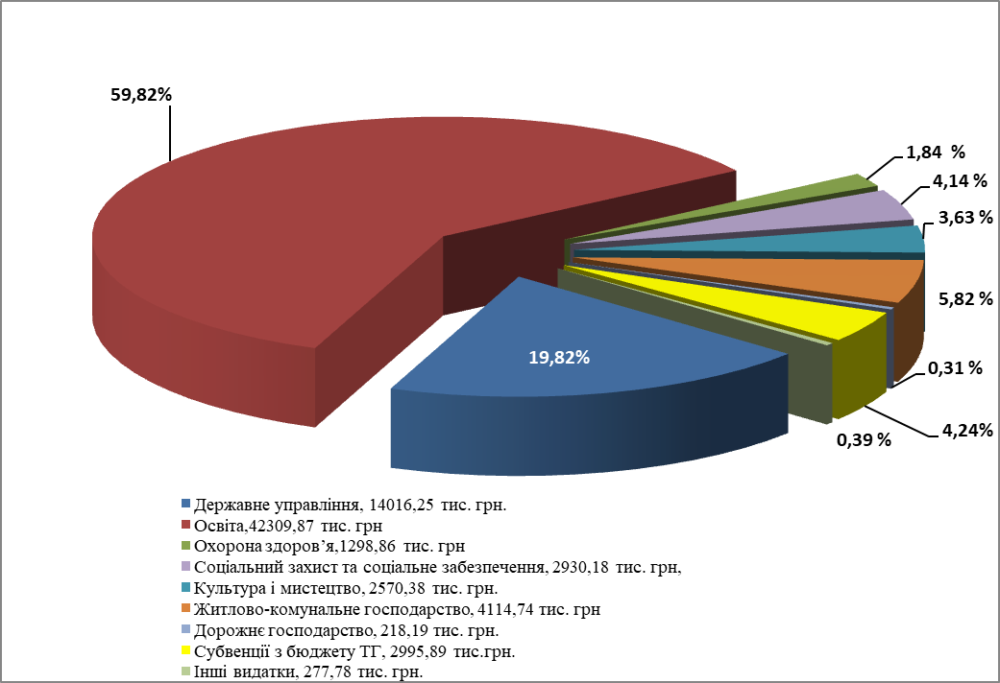 59,82%
1,84 %
4,14 %
3,63 %
5,82 %
19,82%
0,31 %
4,24%
0,39 %
Державне управління, 14016,25 тис. грн.
Освіта,42309,87 тис. грн
Охорона здоров’я,1298,86 тис. грн
Соціальний захист та соціальне забезпечення, 2930,18 тис. грн,
Культура і мистецтво, 2570,38 тис. грн.
Житлово-комунальне господарство, 4114,74 тис. грн
Дорожнє господарство, 218,19 тис. грн.
Субвенції з бюджету ТГ, 2995,89 тис.грн.
Інші видатки, 277,78 тис. грн.